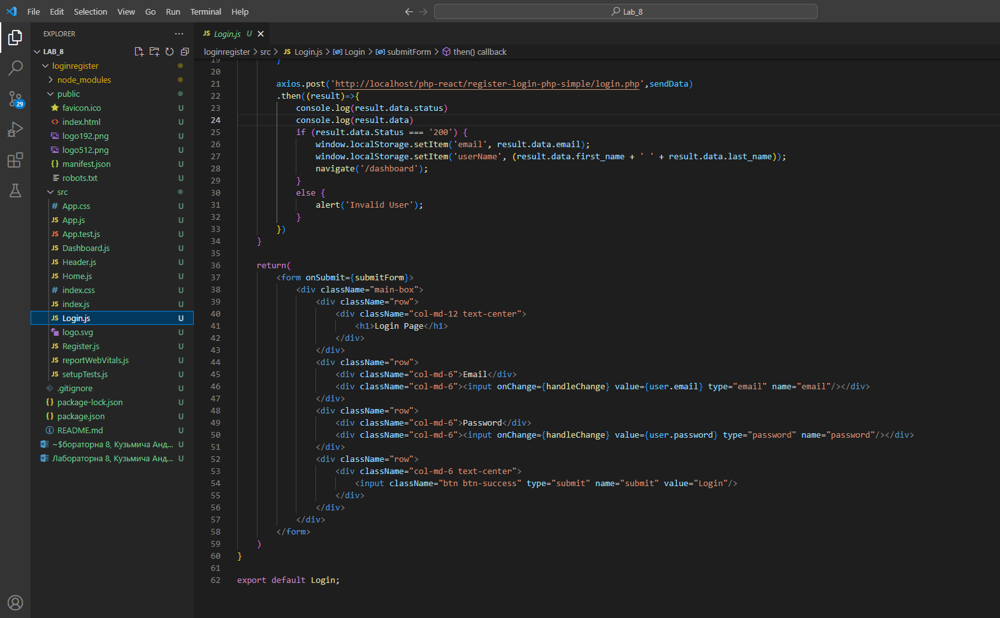 File Edit Selection View Go Run Terminal Help
Lab_8
EXPLORER
LAB_8
loginregister
node_modules
public
favicon.ico U
index.html U
logo192.png U
logo512.png U
manifest.json U
robots.txt U
src
App.css U
App.js U
App.test.js U
Dashboard.js U
Header.js U
Home.js U
index.css U
index.js U
Login.js U
logo.svg U
Register.js U
reportWebVitals.js U
setupTests.js U
.gitignore U
package-lock.json U
package.json U
README.md U
~$бораторна 8, Кузьмича Анд... U
Лабораторна 8, Кузьмича Анд... U
29
JS Login.js U
loginregister > src > JS Login.js > Login > submitForm > then() callback
19 }
20
21 axios.post('http://localhost/php-react/register-login-php-simple/login.php',sendData)
22 .then((result)=>{
23 console.log(result.data.status)
24 console.log(result.data)
25 if (result.data.Status === '200') {
26 window.localStorage.setItem('email', result.data.email);
27 window.localStorage.setItem('userName', (result.data.first_name + ' ' + result.data.last_name));
28 navigate('/dashboard');
29 }
30 else {
31 alert('Invalid User');
32 }
33 })
34 }
35
36 return(
37 <form onSubmit={submitForm}>
38 <div className="main-box">
39 <div className="row">
40 <div className="col-md-12 text-center">
41 <h1>Login Page</h1>
42 </div>
43 </div>
44 <div className="row">
45 <div className="col-md-6">Email</div>
46 <div className="col-md-6"><input onChange={handleChange} value={user.email} type="email" name="email"/></div>
47 </div>
48 <div className="row">
49 <div className="col-md-6">Password</div>
50 <div className="col-md-6"><input onChange={handleChange} value={user.password} type="password" name="password"/></div>
51 </div>
52 <div className="row">
53 <div className="col-md-6 text-center">
54 <input className="btn btn-success" type="submit" name="submit" value="Login"/>
55 </div>
56 </div>
57 </div>
58 </form>
59 )
60 }
61
62 export default Login;